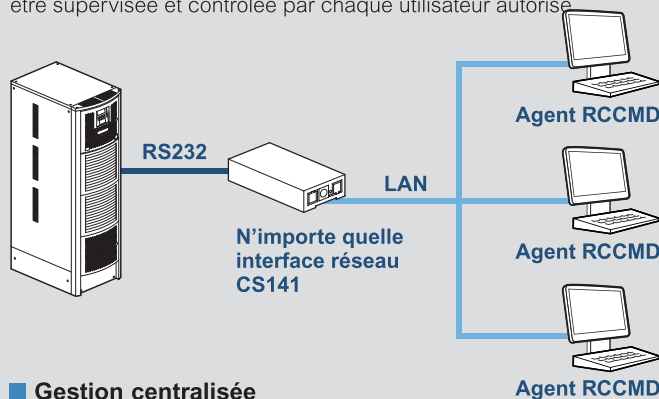 être supervisée et contrôlée par chaque utilisateur autorisé
Agent RCCMD
RS232
LAN
Agent RCCMD
N’importe quelle
interface réseau
CS141
Agent RCCMD
Gestion centralisée